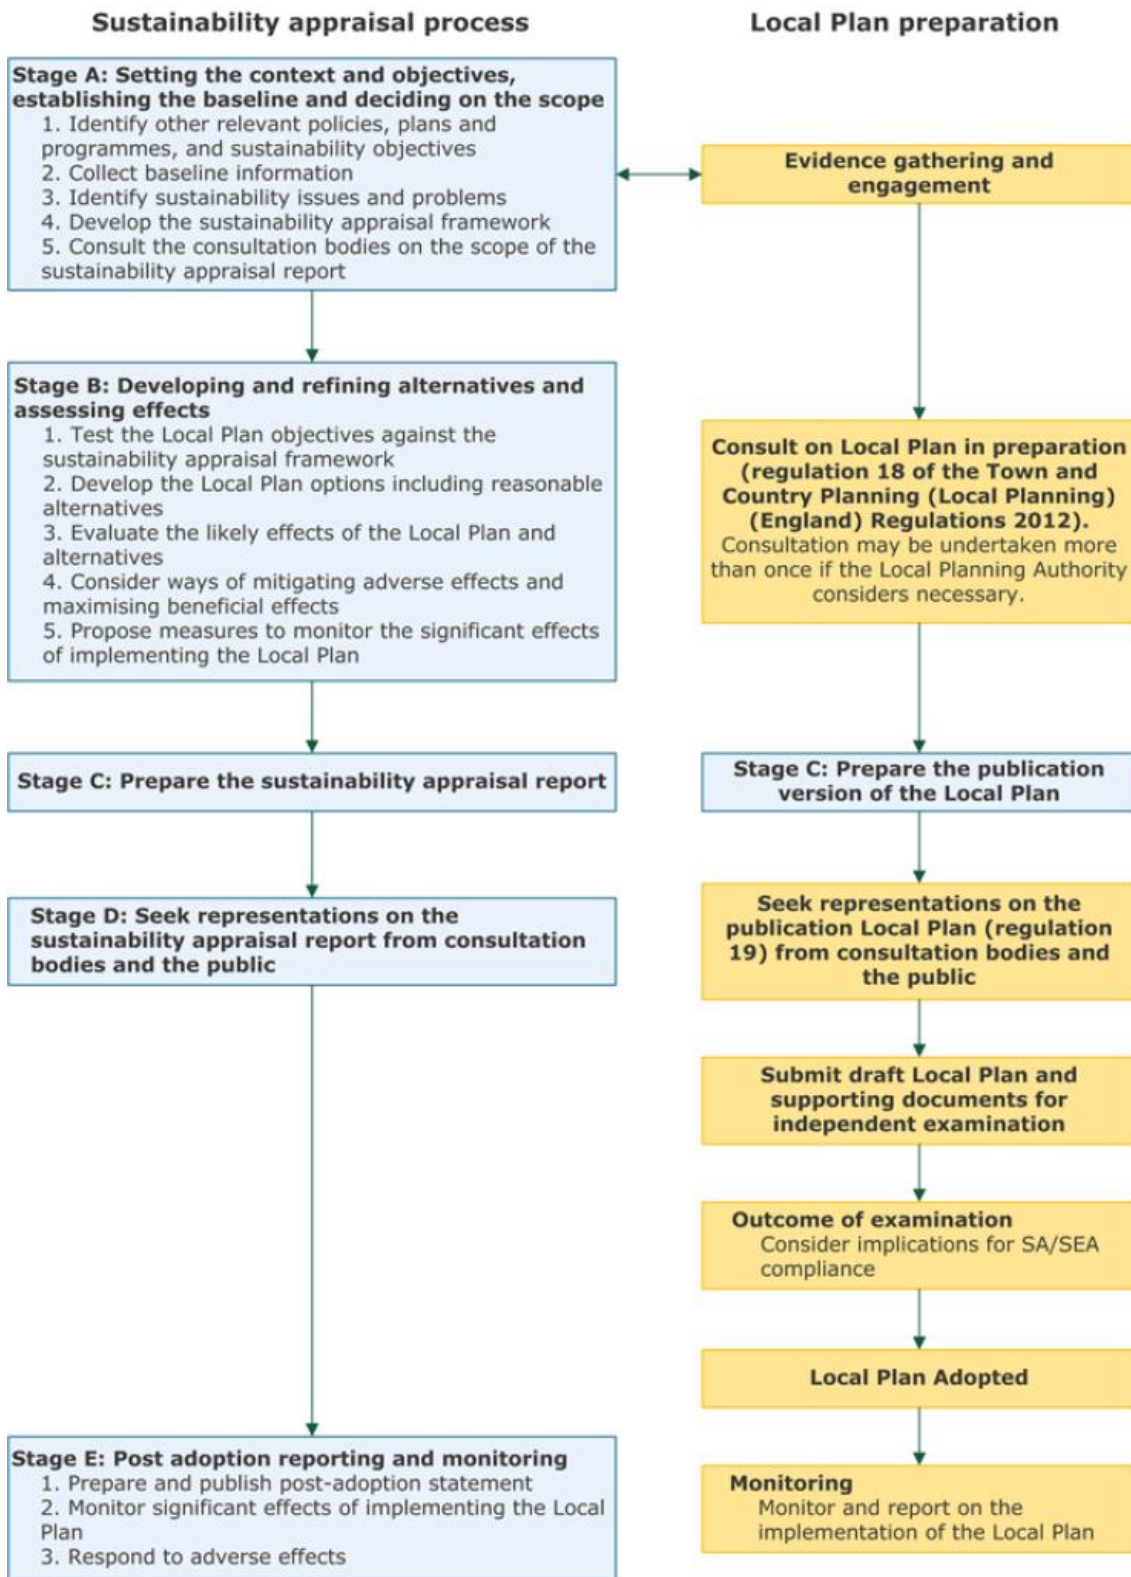 Sustainability appraisal process
Local Plan preparation
Stage A: Setting the context and objectives,
establishing the baseline and deciding on the scope
1. Identify other relevant policies, plans and
programmes, and sustainability objectives
2. Collect baseline information
3. Identify sustainability issues and problems
4. Develop the sustainability appraisal framework
5. Consult the consultation bodies on the scope of the
sustainability appraisal report
Evidence gathering and
engagement
Stage B: Developing and refining alternatives and
assessing effects
1. Test the Local Plan objectives against the
sustainability appraisal framework
2. Develop the Local Plan options including reasonable
alternatives
3. Evaluate the likely effects of the Local Plan and
alternatives
4. Consider ways of mitigating adverse effects and
maximising beneficial effects
5. Propose measures to monitor the significant effects
of implementing the Local Plan
Consult on Local Plan in preparation
(regulation 18 of the Town and
Country Planning (Local Planning)
(England) Regulations 2012).
Consultation may be undertaken more
than once if the Local Planning Authority
considers necessary.
Stage C: Prepare the sustainability appraisal report
Stage C: Prepare the publication
version of the Local Plan
Stage D: Seek representations on the
sustainability appraisal report from consultation
bodies and the public
Seek representations on the
publication Local Plan (regulation
19) from consultation bodies and
the public
Submit draft Local Plan and
supporting documents for
independent examination
Outcome of examination
Consider implications for SA/SEA
compliance
Local Plan Adopted
Stage E: Post adoption reporting and monitoring
1. Prepare and publish post-adoption statement
2. Monitor significant effects of implementing the Local
Plan
3. Respond to adverse effects
Monitoring
Monitor and report on the
implementation of the Local Plan